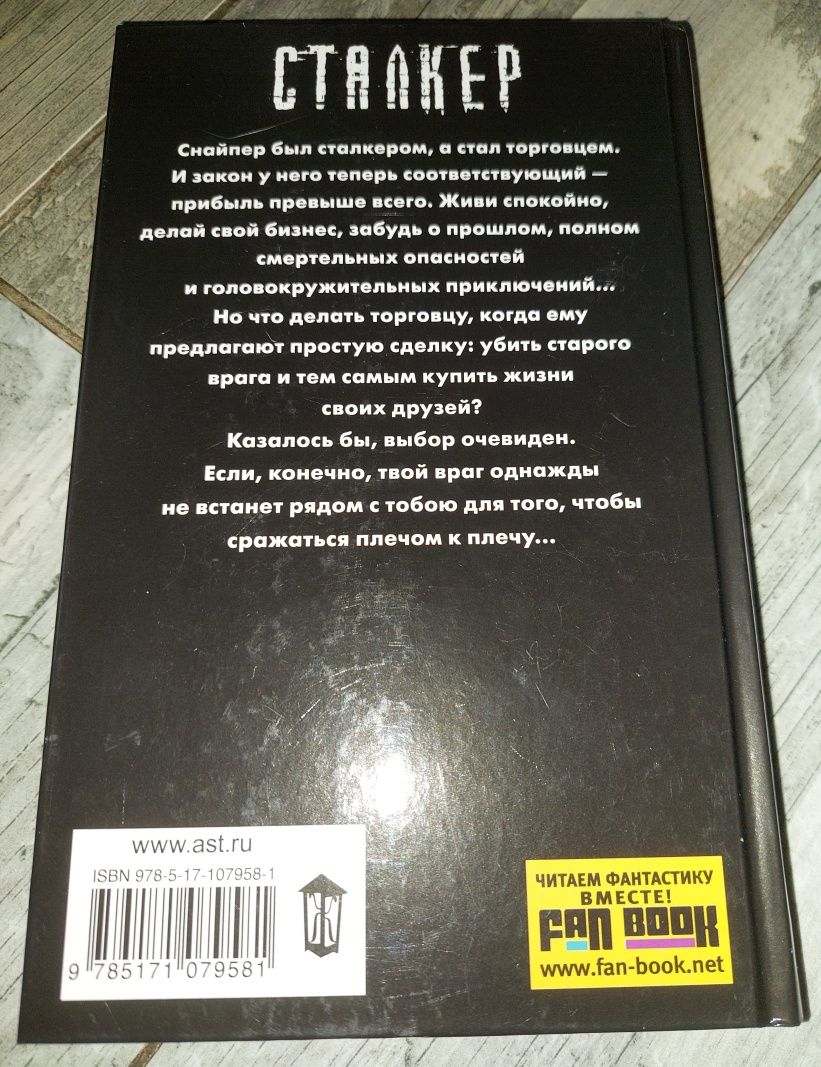 СТАЛКЕР
Снайпер был сталкером, а стал торговцем.
И закон у него теперь соответствующий –
прибыль превыше всего. Живи спокойно,
делай свой бизнес, забудь о прошлом, полном
смертельных опасностей
и головокружительных приключений...
Но что делать торговцу, когда ему
предлагают простую сделку: убить старого
врага и тем самым купить жизни
своих друзей?
Казалось бы, выбор очевиден.
Если, конечно, твой враг однажды
не встанет рядом с тобою для того, чтобы
сражаться плечом к плечу...
www.ast.ru
ISBN 978-5-17-107958-1
9 785171 079581
ЧИТАЕМ ФАНТАСТИКУ
ВМЕСТЕ!
FAN BOOK
www.fan-book.net